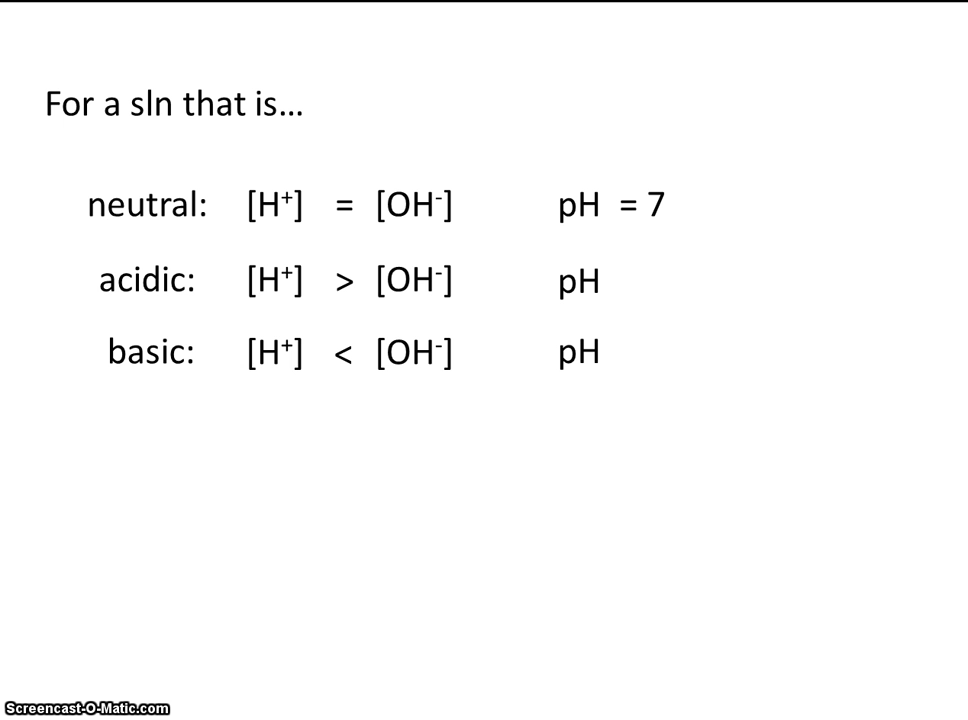 For a sln that is...
neutral: [H⁺] = [OH⁻] pH = 7
acidic: [H⁺] > [OH⁻] pH
basic: [H⁺] < [OH⁻] pH
Screencast-O-Matic.com